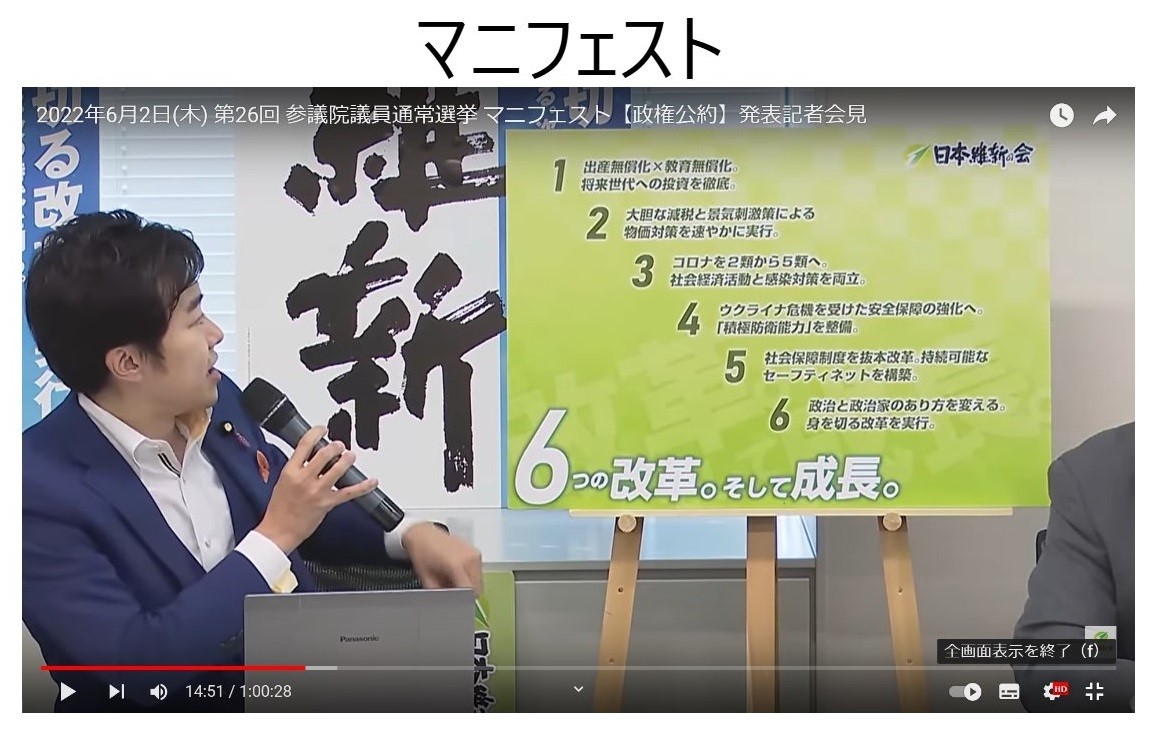 マニフェスト
2022年6月2日(木) 第26回 参議院議員通常選挙 マニフェスト【政権公約】発表記者会見
切
る
改
維
新
日本維新の会
1 出産無償化×教育無償化。
将来世代への投資を徹底。
2 大胆な減税と景気刺激策による
物価対策を速やかに実行。
3 コロナを2類から5類へ。
社会経済活動と感染対策を両立。
4 ウクライナ危機を受けた安全保障の強化へ。
「積極防衛能力」を整備。
5 社会保障制度を抜本改革。持続可能な
セーフティネットを構築。
6 政治と政治家のあり方を変える。
身を切る改革を実行。
6つの改革。そして成長。
Panasonic
日本維
全画面表示を終了 (f)
14:51 / 1:00:28
HD